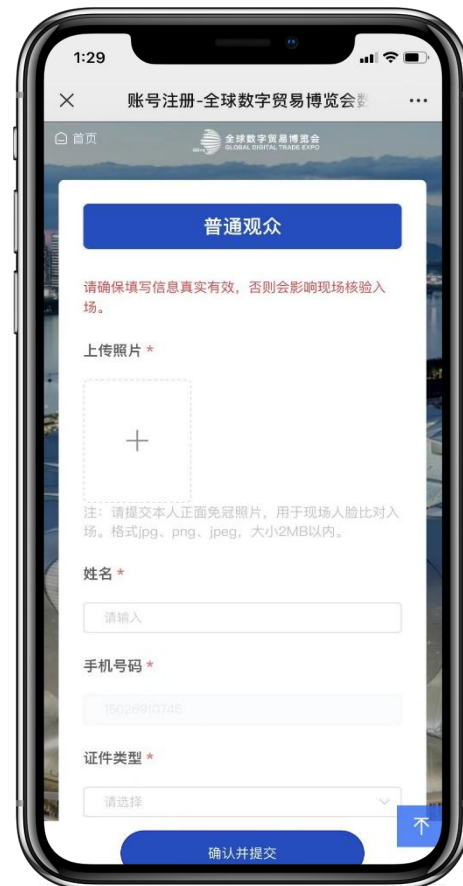 1:29
账号注册-全球数字贸易博览会数
首页
全球数字贸易博览会
GLOBAL DIGITAL TRADE EXPO
普通观众
请确保填写信息真实有效，否则会影响现场核验入
场。
上传照片 *
注：请提交本人正面免冠照片，用于现场人脸比对入
场。格式jpg、png、jpeg，大小2MB以内。
姓名 *
请输入
手机号码 *
15028910745
证件类型 *
请选择
确认并提交